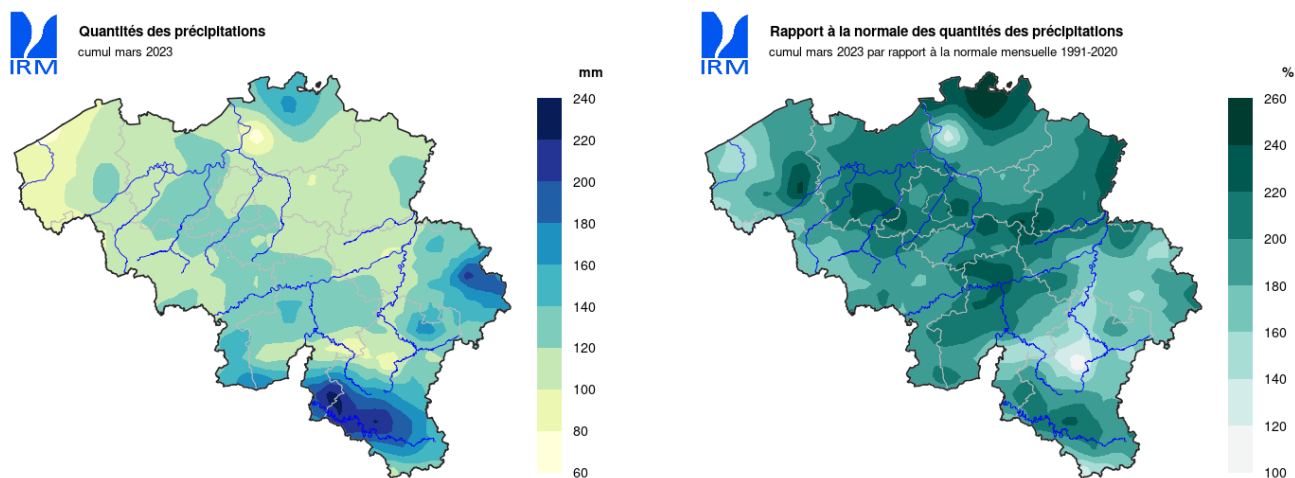 IRM
Quantités des précipitations
cumul mars 2023
mm
240
220
200
180
160
140
120
100
80
60
IRM
Rapport à la normale des quantités des précipitations
cumul mars 2023 par rapport à la normale mensuelle 1991-2020
%
260
240
220
200
180
160
140
120
100